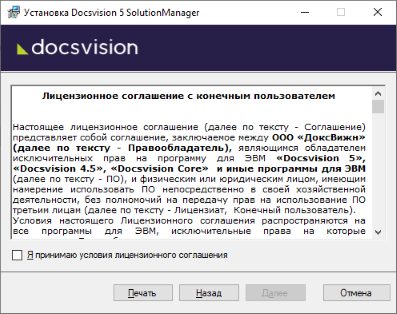 Установка Docsvision 5 SolutionManager
docsvision
Лицензионное соглашение с конечным пользователем
Настоящее лицензионное соглашение (далее по тексту - Соглашение)
представляет собой соглашение, заключаемое между ООО «ДоксВижн»
(далее по тексту - Правообладатель), являющимся обладателем
исключительных прав на программу для ЭВМ «Docsvision 5»,
«Docsvision 4.5», «Docsvision Core» и иные программы для ЭВМ
(далее по тексту - ПО), и физическим или юридическим лицом, имеющим
намерение использовать ПО непосредственно в своей хозяйственной
деятельности, без полномочий на передачу прав на использование ПО
третьим лицам (далее по тексту - Лицензиат, Конечный пользователь).
Условия настоящего Лицензионного соглашения распространяются на
все программы для ЭВМ, исключительные права на которые
Я принимаю условия лицензионного соглашения
Печать Назад Далее Отмена